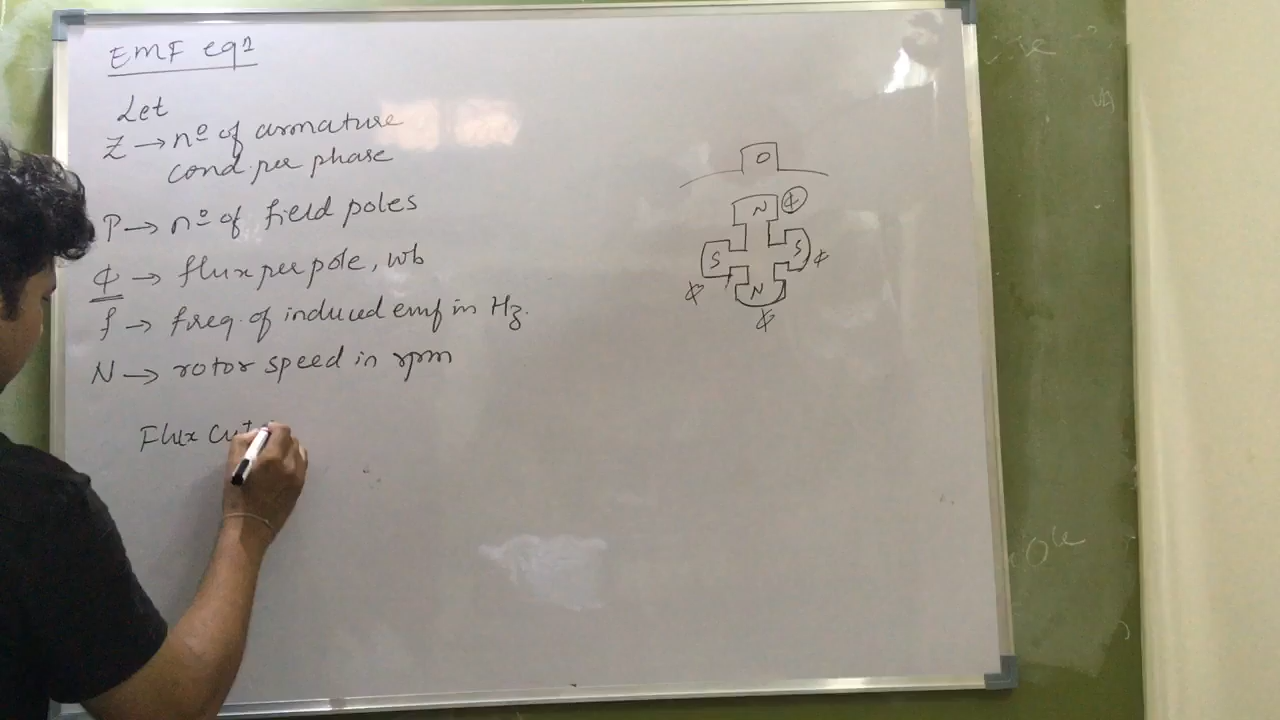 EMF eqn
Let
Z → nº of armature
cond per phase
P → nº of field poles
Φ → flux per pole, wb
f → freq. of induced emf in Hz.
N → rotor speed in rpm
Flux cut
N Φ
S S Φ
Φ N
Φ